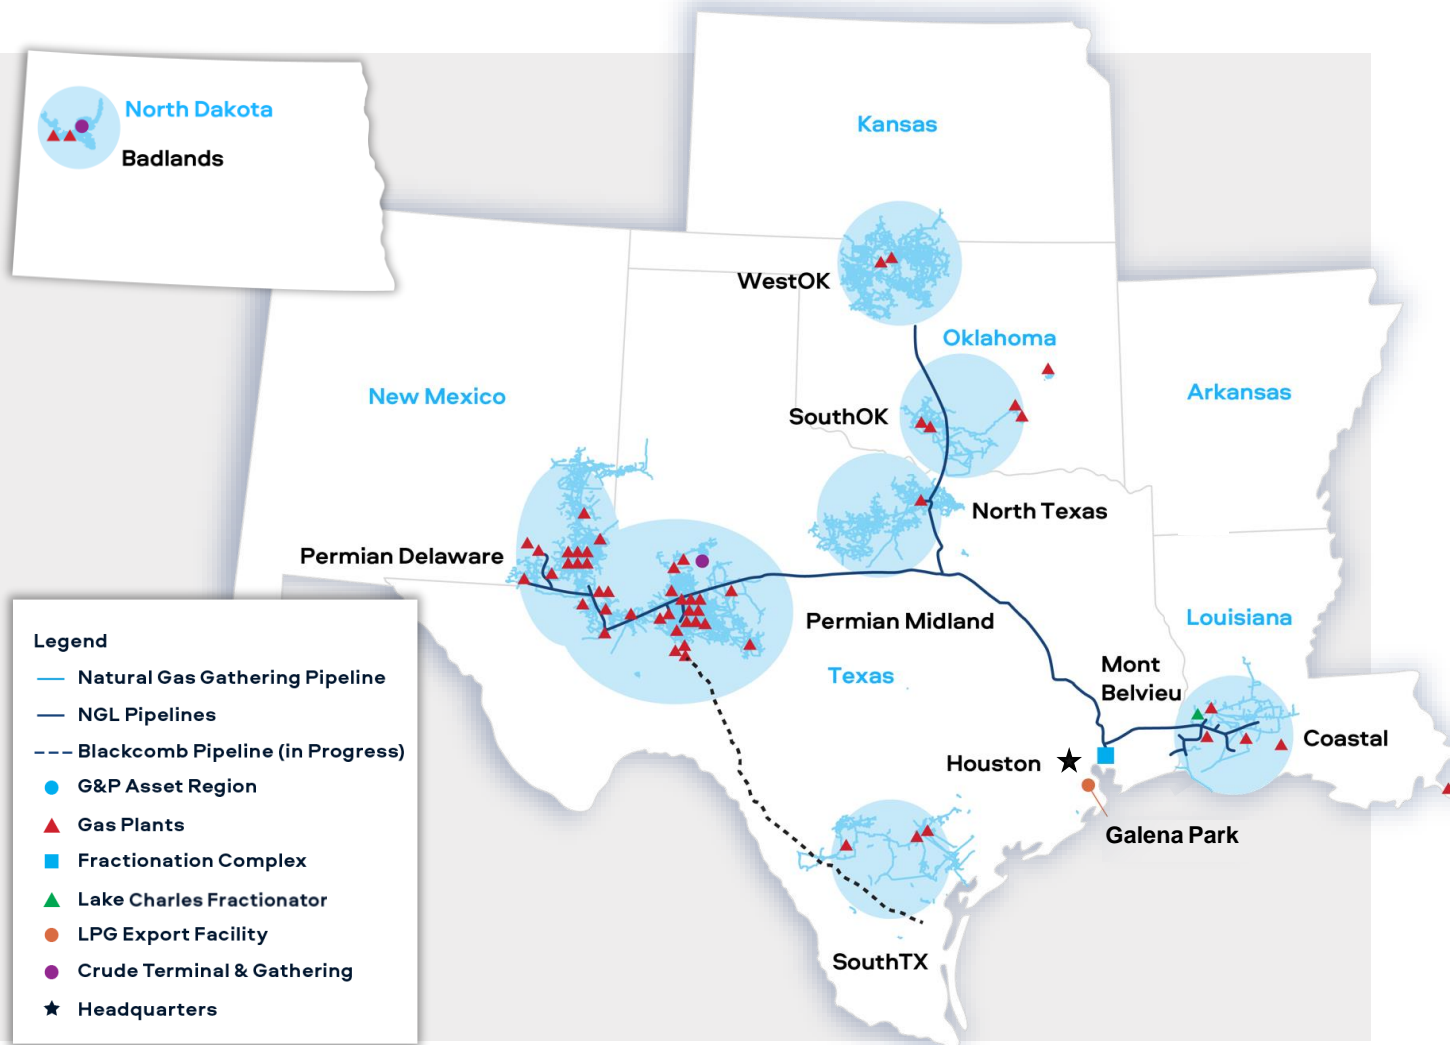 North Dakota
Badlands
Kansas
WestOK
Oklahoma
New Mexico
Arkansas
SouthOK
North Texas
Permian Delaware
Permian Midland
Louisiana
Texas
Mont
Belvieu
Coastal
Houston
Galena Park
SouthTX
Legend
Natural Gas Gathering Pipeline
NGL Pipelines
Blackcomb Pipeline (in Progress)
G&P Asset Region
Gas Plants
Fractionation Complex
Lake Charles Fractionator
LPG Export Facility
Crude Terminal & Gathering
Headquarters